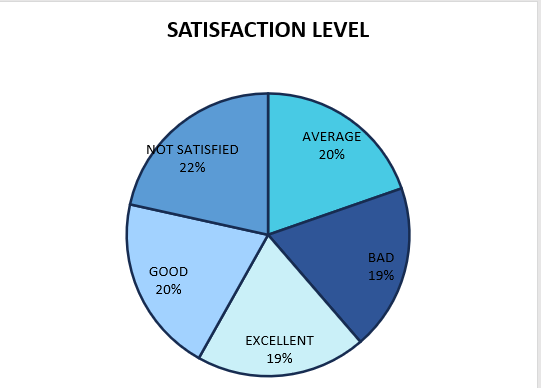 SATISFACTION LEVEL
AVERAGE
20%
BAD
19%
EXCELLENT
19%
GOOD
20%
NOT SATISFIED
22%